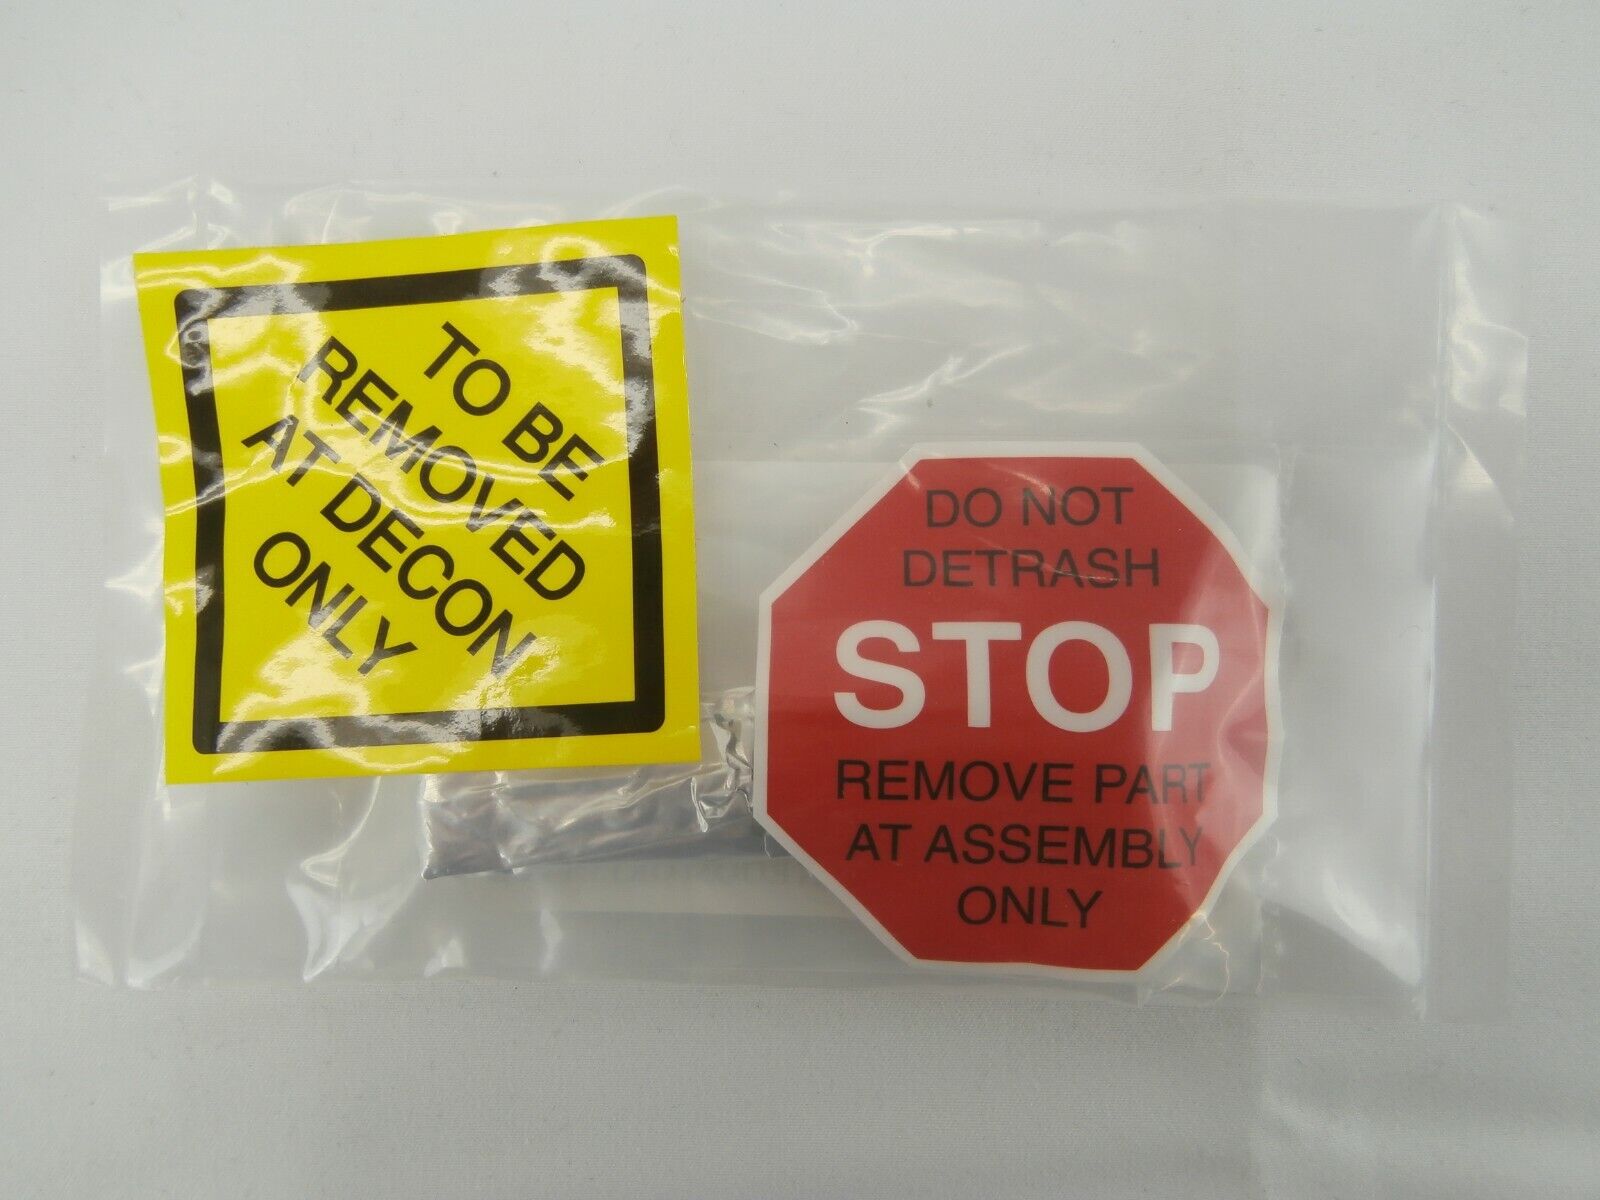 TO BE
REMOVED
AT DECON
ONLY
DO NOT
DETRASH
STOP
REMOVE PART
AT ASSEMBLY
ONLY